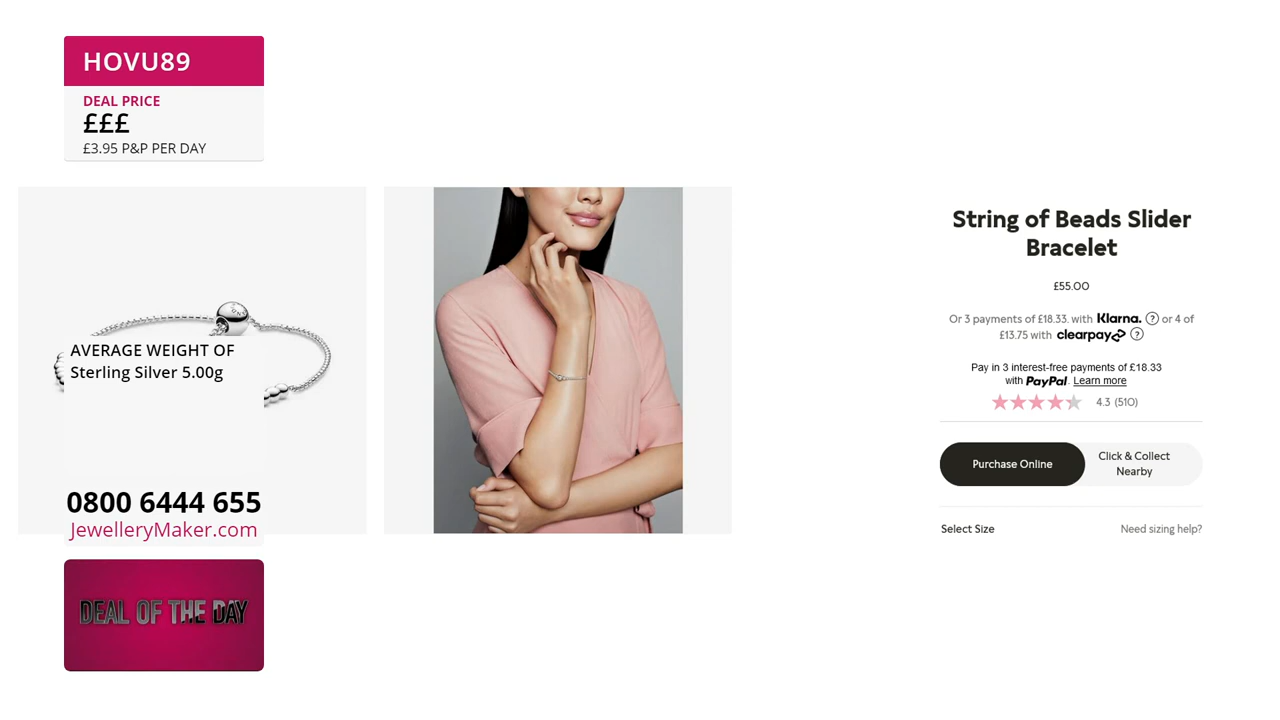 HOVU89
DEAL PRICE
£££
£3.95 P&P PER DAY
AVERAGE WEIGHT OF
Sterling Silver 5.00g
0800 6444 655
JewelleryMaker.com
DEAL OF THE DAY
String of Beads Slider
Bracelet
£55.00
Or 3 payments of £18.33. with Klarna. ? or 4 of
£13.75 with clearpay ?
Pay in 3 interest-free payments of £18.33
with PayPal. Learn more
4.3 (510)
Purchase Online
Click & Collect
Nearby
Select Size
Need sizing help?